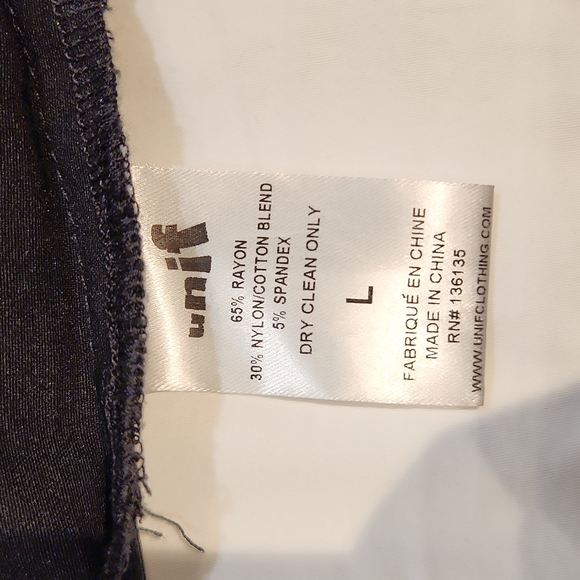 unif
65% RAYON
30% NYLON/COTTON BLEND
5% SPANDEX
DRY CLEAN ONLY
L
FABRIQUÉ EN CHINE
MADE IN CHINA
RN# 136135
WWW.UNIFCLOTHING.COM